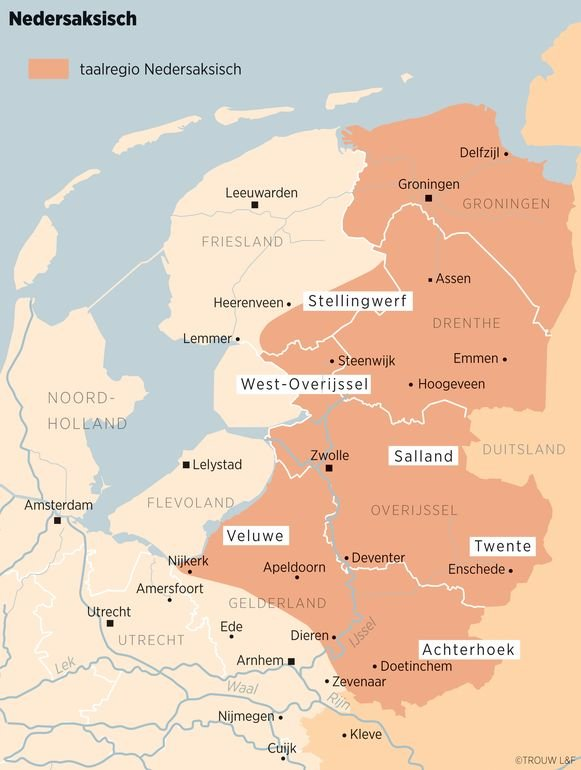 Nedersaksisch
taalregio Nedersaksisch
Delfzijl
Groningen
GRONINGEN
Leeuwarden
FRIESLAND
Assen
Heerenveen
Stellingwerf
DRENTHE
Lemmer
Steenwijk
Emmen
West-Overijssel
Hoogeveen
NOORD-
HOLLAND
DUITSLAND
Zwolle
Salland
Lelystad
FLEVOLAND
Amsterdam
OVERIJSSEL
Veluwe
Twente
Nijkerk
Deventer
Apeldoorn
Enschede
Amersfoort
GELDERLAND
Utrecht
UTRECHT
Ede
Dieren
IJssel
Achterhoek
Lek
Arnhem
Doetinchem
Waal
Rijn
Zevenaar
Nijmegen
Kleve
Cuijk
©TROUW L&F